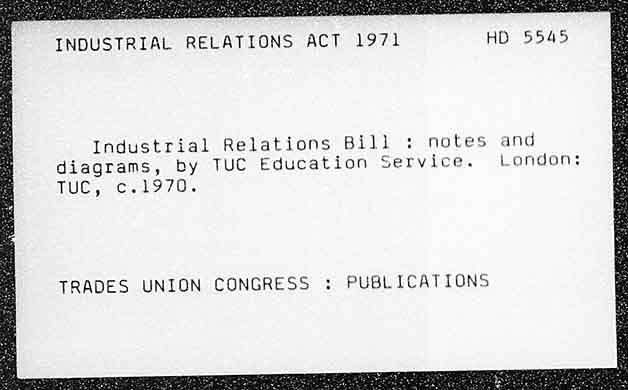 INDUSTRIAL RELATIONS ACT 1971 HD 5545
Industrial Relations Bill : notes and
diagrams, by TUC Education Service. London:
TUC, c.1970.
TRADES UNION CONGRESS : PUBLICATIONS